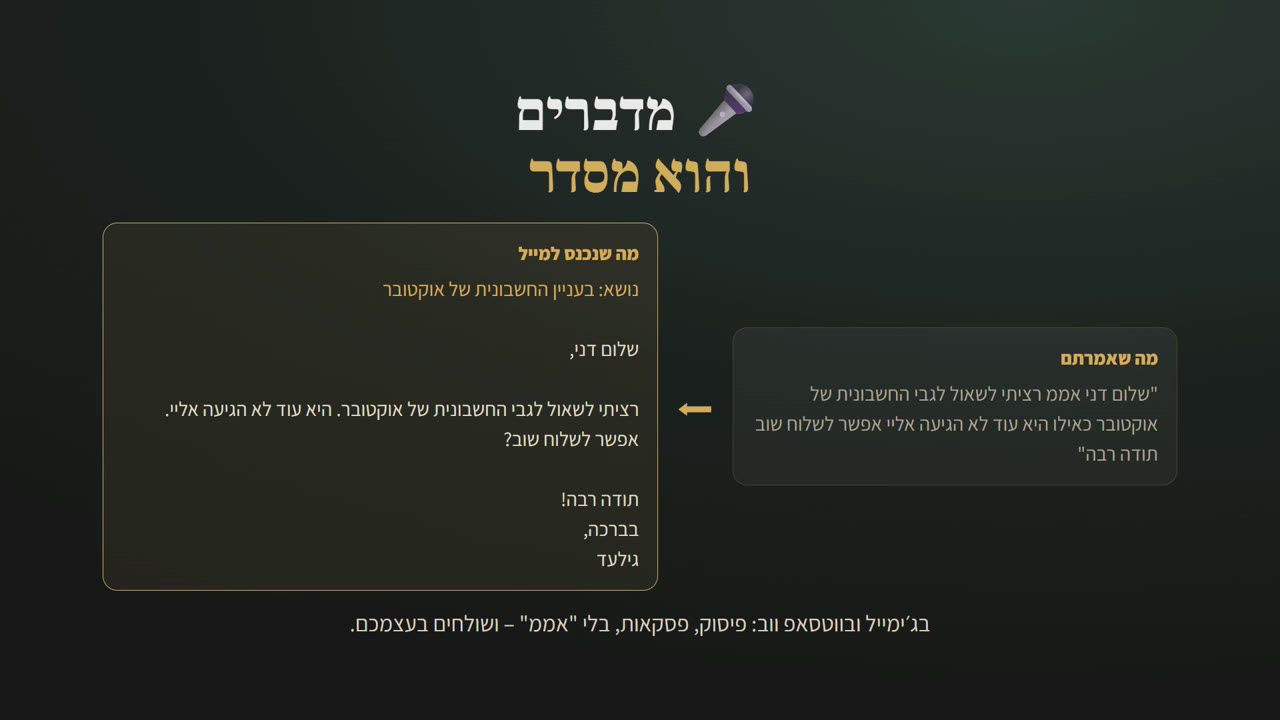 מדברים
והוא מסדר
מה שאמרתם
"שלום דני אממ רציתי לשאול לגבי החשבונית של
אוקטובר כאילו היא עוד לא הגיעה אליי אפשר לשלוח שוב
תודה רבה"
מה שנכנס למייל
נושא: בעניין החשבונית של אוקטובר
שלום דני,
רציתי לשאול לגבי החשבונית של אוקטובר. היא עוד לא הגיעה אליי.
אפשר לשלוח שוב?
תודה רבה!
בברכה,
גילעד
בג׳ימייל ובווטסאפ ווב: פיסוק, פסקאות, בלי "אממ" – ושולחים בעצמכם.